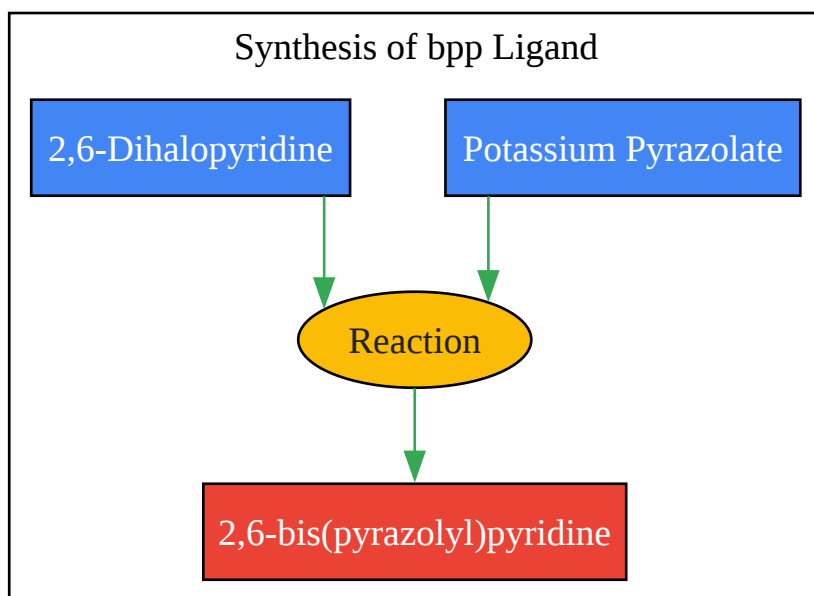 Synthesis of bpp Ligand
2,6-Dihalopyridine
Potassium Pyrazolate
Reaction
2,6-bis(pyrazolyl)pyridine